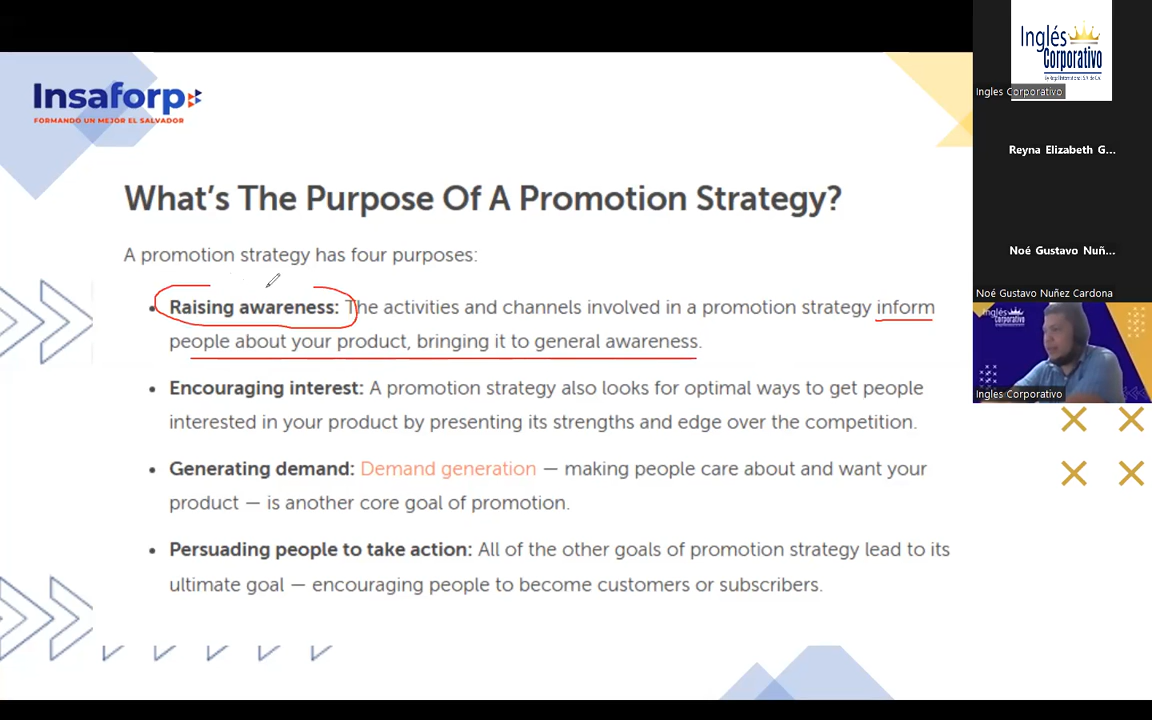 Insaforp
FORMANDO UN MEJOR EL SALVADOR
What's The Purpose Of A Promotion Strategy?
A promotion strategy has four purposes:
• Raising awareness: The activities and channels involved in a promotion strategy inform
people about your product, bringing it to general awareness.
• Encouraging interest: A promotion strategy also looks for optimal ways to get people
interested in your product by presenting its strengths and edge over the competition.
• Generating demand: Demand generation — making people care about and want your
product — is another core goal of promotion.
• Persuading people to take action: All of the other goals of promotion strategy lead to its
ultimate goal — encouraging people to become customers or subscribers.
Inglés
Corporativo
Ingles Corporativo
Reyna Elizabeth G...
Noé Gustavo Nuñ...
Noé Gustavo Nuñez Cardona
Inglés
Corporativo
Ingles Corporativo